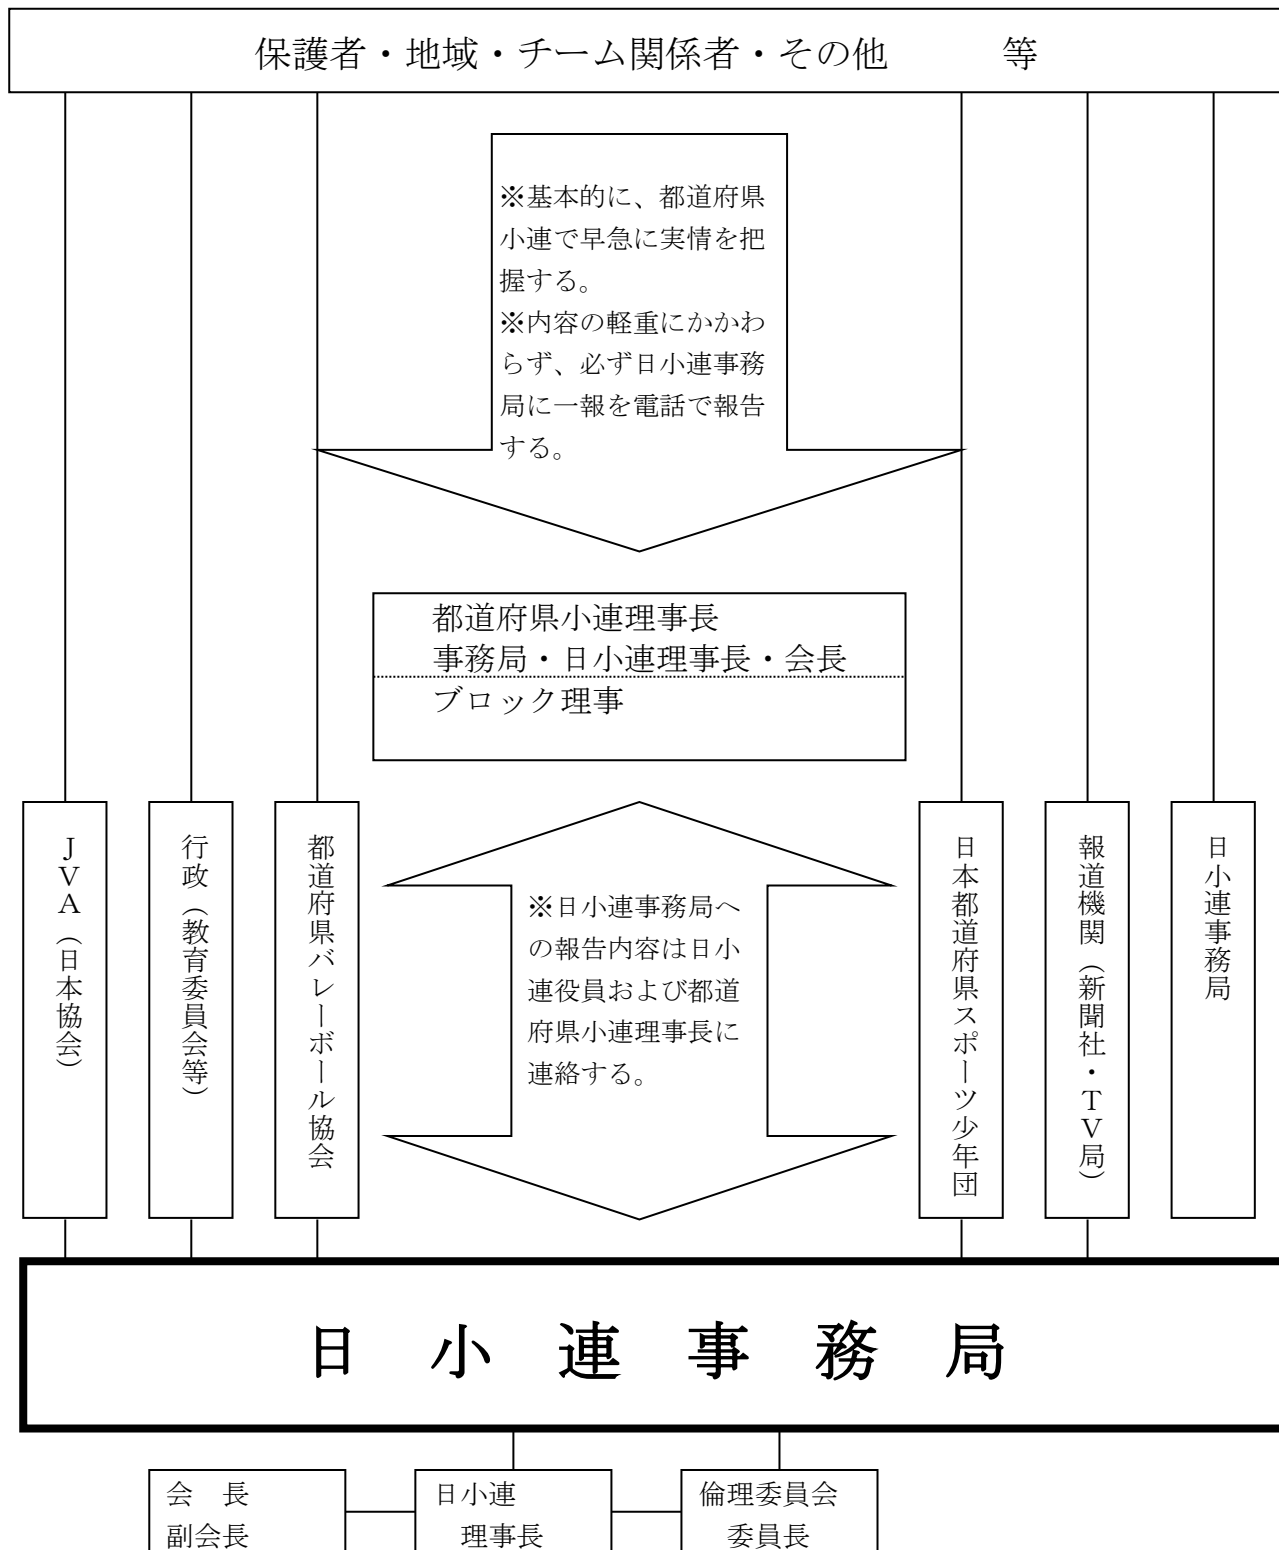 保護者・地域・チーム関係者・その他　　　等
※基本的に、都道府県
小連で早急に実情を把
握する。
※内容の軽重にかかわ
らず、必ず日小連事務
局に一報を電話で報告
する。
都道府県小連理事長
事務局・日小連理事長・会長
ブロック理事
JVA（日本協会）
行政（教育委員会等）
都道府県バレーボール協会
※日小連事務局へ
の報告内容は日小
連役員および都道
府県小連理事長に
連絡する。
日本都道府県スポーツ少年団
報道機関（新聞社・TV局）
日小連事務局
日　小　連　事　務　局
会　長
副会長
日小連
理事長
倫理委員会
委員長